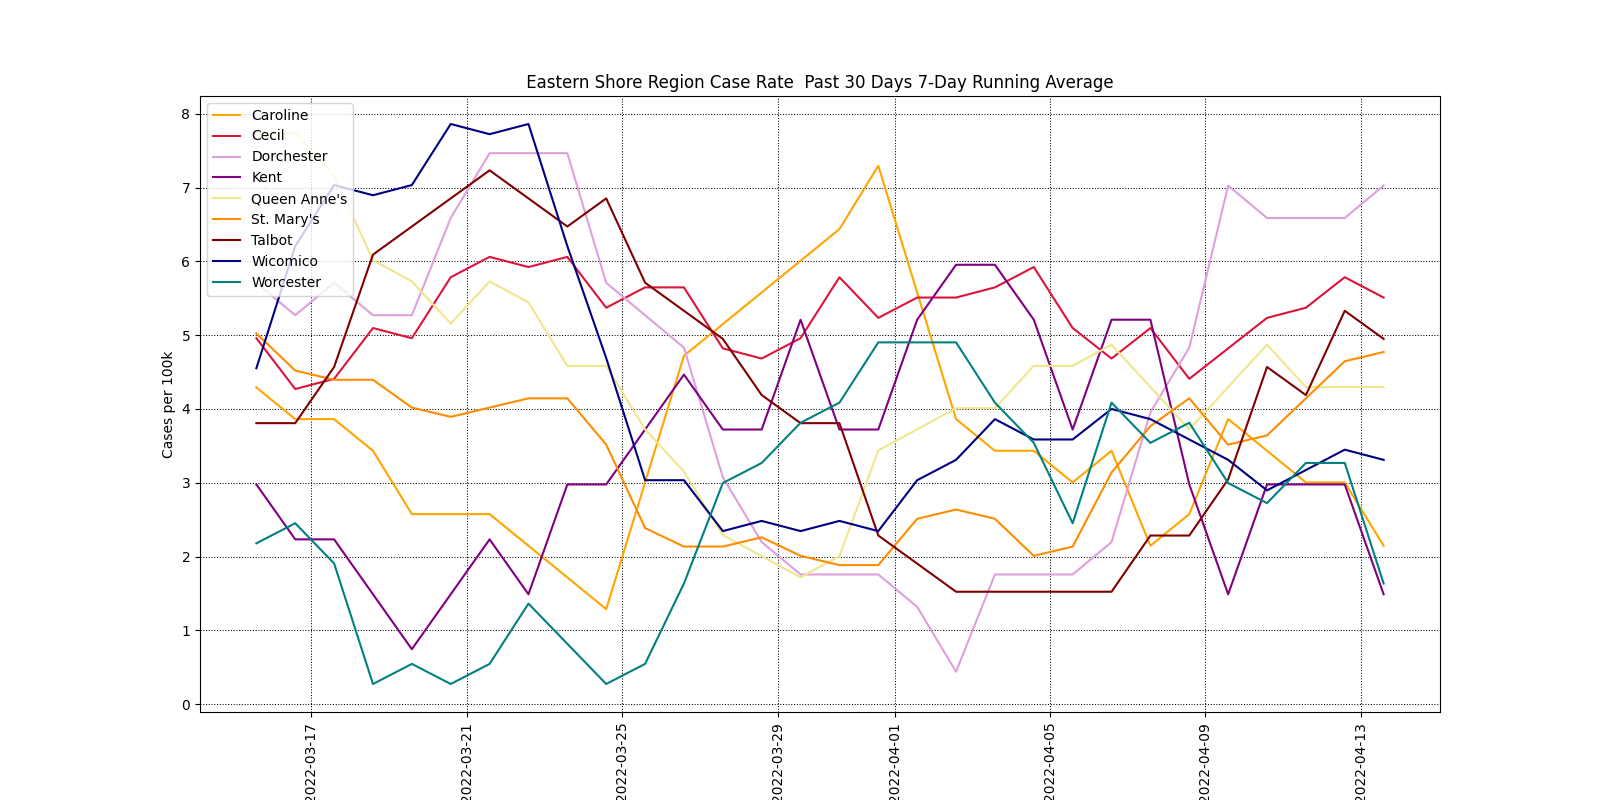 Eastern Shore Region Case Rate  Past 30 Days 7-Day Running Average
8
7
6
5
4
3
2
1
0
Cases per 100k
Caroline
Cecil
Dorchester
Kent
Queen Anne's
St. Mary's
Talbot
Wicomico
Worcester
2022-03-17
2022-03-21
2022-03-25
2022-03-29
2022-04-01
2022-04-05
2022-04-09
2022-04-13